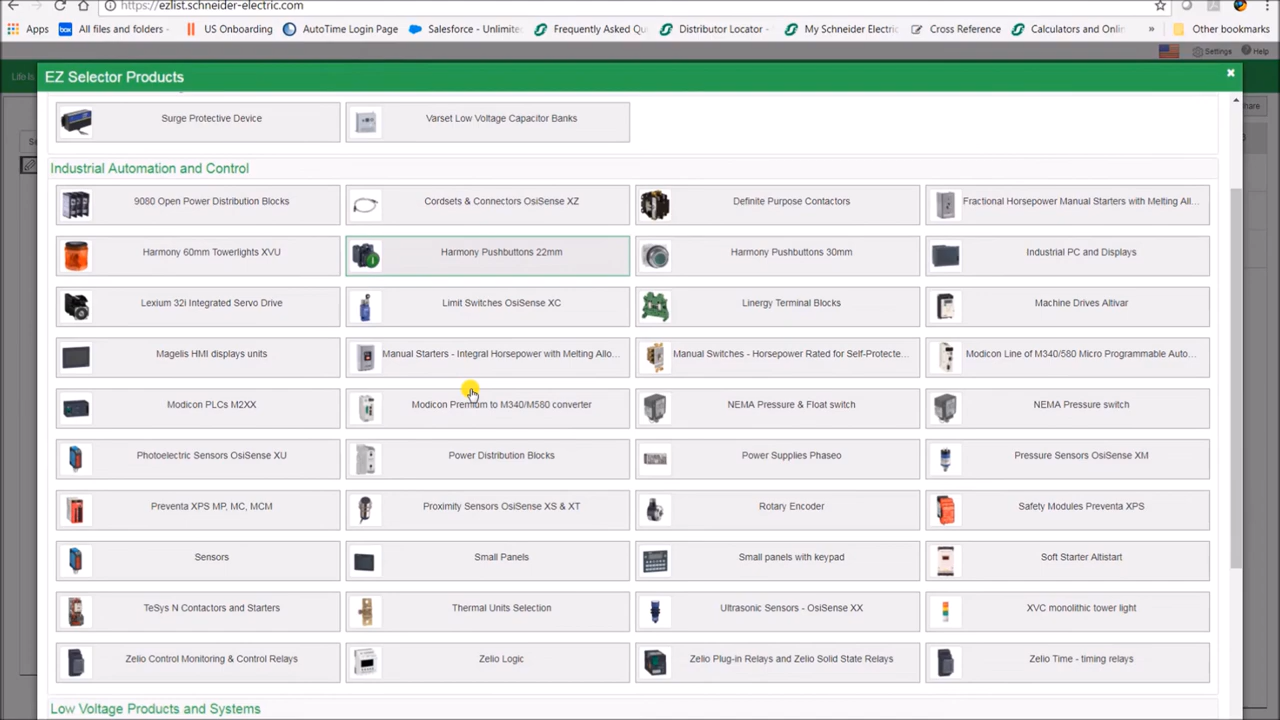 https://ezlist.schneider-electric.com
Apps
box
All files and folders -
US Onboarding
AutoTime Login Page
Salesforce - Unlimite
Frequently Asked Qu
Distributor Locator -
My Schneider Electric
Cross Reference
Calculators and Onlin
»
Other bookmarks
Settings
Help
Life Is
EZ Selector Products
hare
Surge Protective Device
Varset Low Voltage Capacitor Banks
Industrial Automation and Control
9080 Open Power Distribution Blocks
Cordsets & Connectors OsiSense XZ
Definite Purpose Contactors
Fractional Horsepower Manual Starters with Melting All...
Harmony 60mm Towerlights XVU
Harmony Pushbuttons 22mm
Harmony Pushbuttons 30mm
Industrial PC and Displays
Lexium 32i Integrated Servo Drive
Limit Switches OsiSense XC
Linergy Terminal Blocks
Machine Drives Altivar
Magelis HMI displays units
Manual Starters - Integral Horsepower with Melting Allo...
Manual Switches - Horsepower Rated for Self-Protecte...
Modicon Line of M340/580 Micro Programmable Auto...
Modicon PLCs M2XX
Modicon Premium to M340/M580 converter
NEMA Pressure & Float switch
NEMA Pressure switch
Photoelectric Sensors OsiSense XU
Power Distribution Blocks
Power Supplies Phaseo
Pressure Sensors OsiSense XM
Preventa XPS MP, MC, MCM
Proximity Sensors OsiSense XS & XT
Rotary Encoder
Safety Modules Preventa XPS
Sensors
Small Panels
Small panels with keypad
Soft Starter Altistart
TeSys N Contactors and Starters
Thermal Units Selection
Ultrasonic Sensors - OsiSense XX
XVC monolithic tower light
Zelio Control Monitoring & Control Relays
Zelio Logic
Zelio Plug-in Relays and Zelio Solid State Relays
Zelio Time - timing relays
Low Voltage Products and Systems